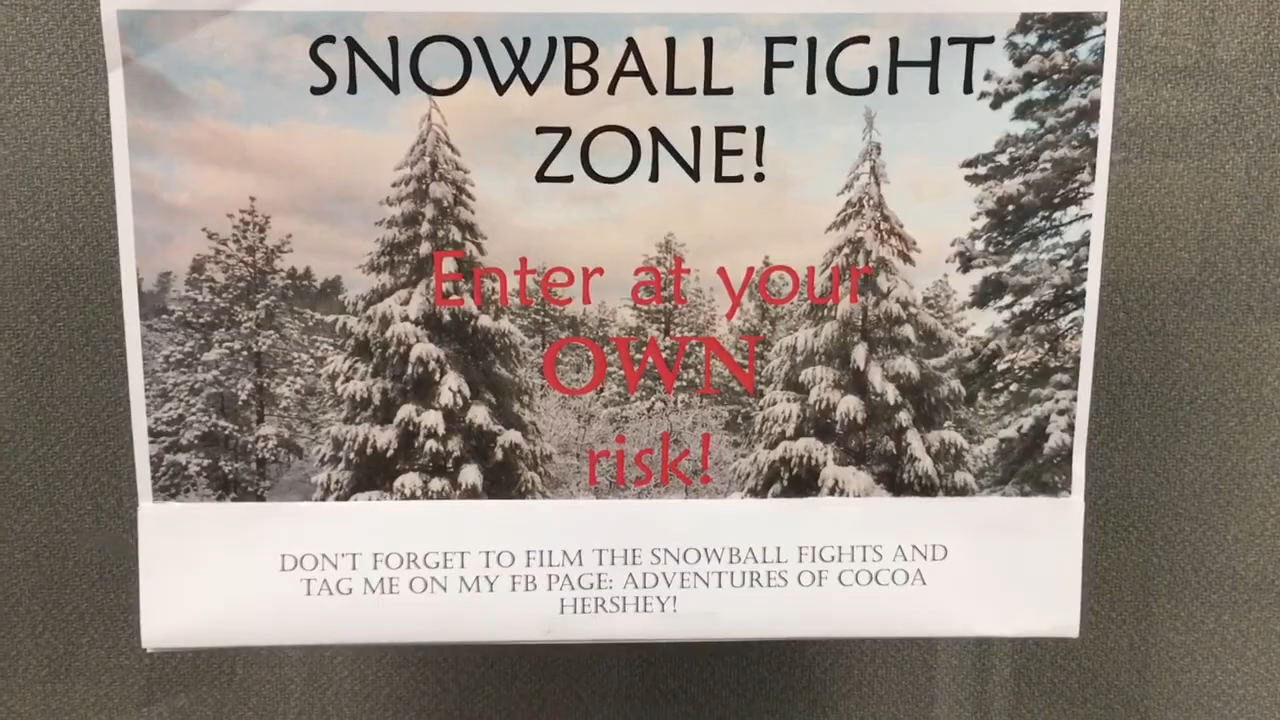 SNOWBALL FIGHT
ZONE!
Enter at your
OWN
risk!
DON'T FORGET TO FILM THE SNOWBALL FIGHTS AND
TAG ME ON MY FB PAGE: ADVENTURES OF COCOA
HERSHEY!